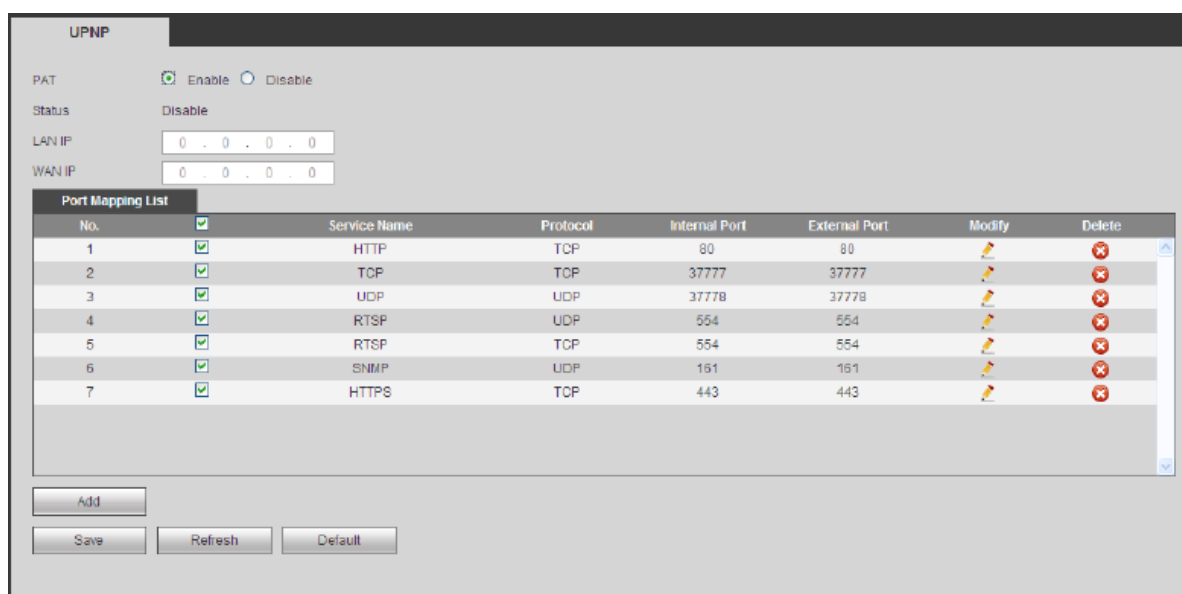 UPNP
PAT Enable Disable
Status Disable
LAN IP 0 . 0 . 0 . 0
WAN IP 0 . 0 . 0 . 0
Port Mapping List
No. Service Name Protocol Internal Port External Port Modify Delete
1 HTTP TCP 80 80
2 TCP TCP 37777 37777
3 UDP UDP 37778 37778
4 RTSP UDP 554 554
5 RTSP TCP 554 554
6 SNMP UDP 161 161
7 HTTPS TCP 443 443
Add
Save Refresh Default